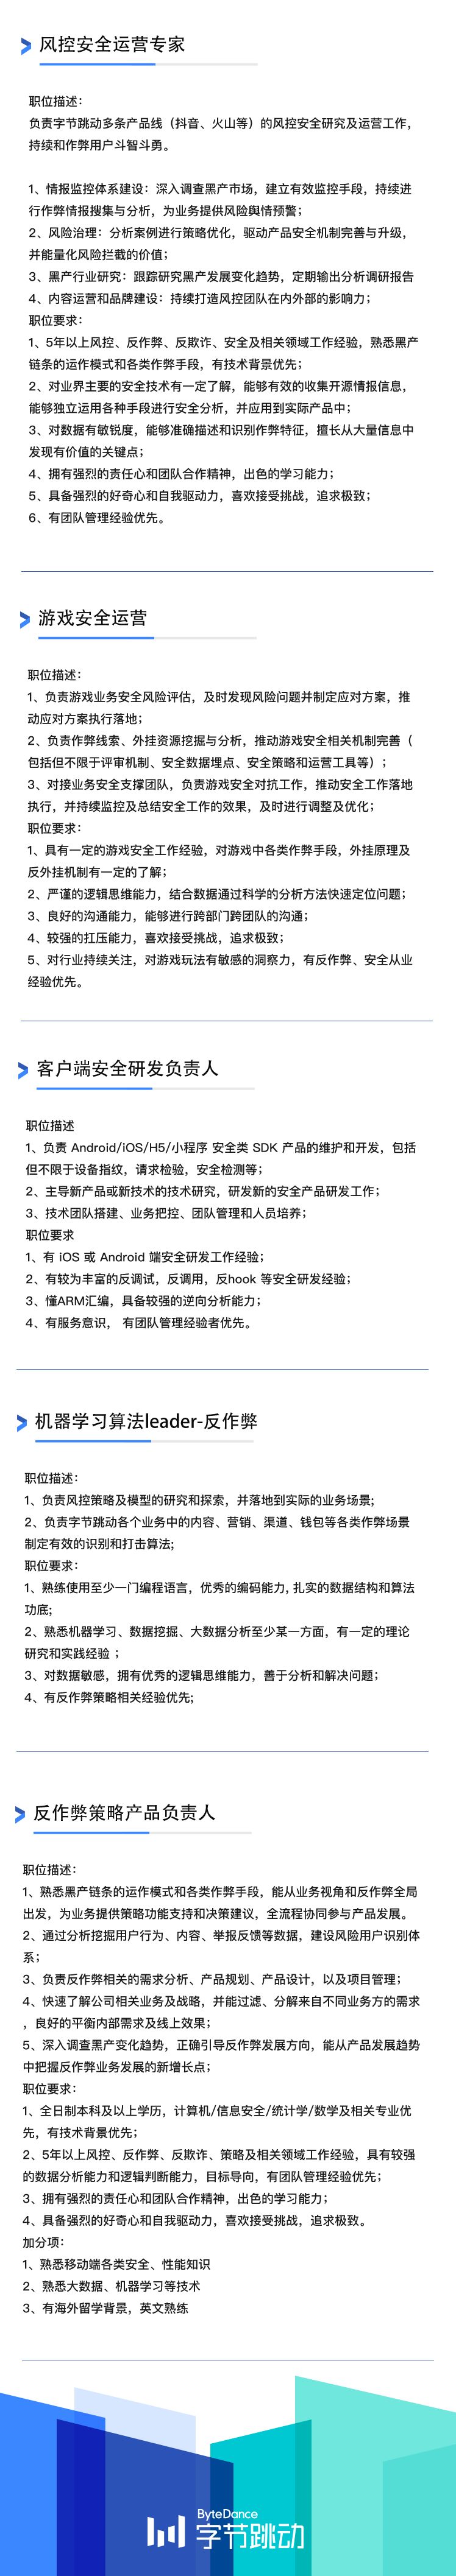 风控安全运营专家
职位描述：
负责字节跳动多条产品线（抖音、火山等）的风控安全研究及运营工作，
持续和作弊用户斗智斗勇。
1、情报监控体系建设：深入调查黑产市场，建立有效监控手段，持续进
行作弊情报搜集与分析，为业务提供风险舆情预警；
2、风险治理：分析案例进行策略优化，驱动产品安全机制完善与升级，
并能量化风险拦截的价值；
3、黑产行业研究：跟踪研究黑产发展变化趋势，定期输出分析调研报告
4、内容运营和品牌建设：持续打造风控团队在内外部的影响力；
职位要求：
1、5年以上风控、反作弊、反欺诈、安全及相关领域工作经验，熟悉黑产
链条的运作模式和各类作弊手段，有技术背景优先；
2、对业界主要的安全技术有一定了解，能够有效的收集开源情报信息，
能够独立运用各种手段进行安全分析，并应用到实际产品中；
3、对数据有敏锐度，能够准确描述和识别作弊特征，擅长从大量信息中
发现有价值的关键点；
4、拥有强烈的责任心和团队合作精神，出色的学习能力；
5、具备强烈的好奇心和自我驱动力，喜欢接受挑战，追求极致；
6、有团队管理经验优先。
游戏安全运营
职位描述：
1、负责游戏业务安全风险评估，及时发现风险问题并制定应对方案，推
动应对方案执行落地；
2、负责作弊线索、外挂资源挖掘与分析，推动游戏安全相关机制完善（
包括但不限于评审机制、安全数据埋点、安全策略和运营工具等）；
3、对接业务安全支撑团队，负责游戏安全对抗工作，推动安全工作落地
执行，并持续监控及总结安全工作的效果，及时进行调整及优化；
职位要求：
1、具有一定的游戏安全工作经验，对游戏中各类作弊手段，外挂原理及
反外挂机制有一定的了解；
2、严谨的逻辑思维能力，结合数据通过科学的分析方法快速定位问题；
3、良好的沟通能力，能够进行跨部门跨团队的沟通；
4、较强的扛压能力，喜欢接受挑战，追求极致；
5、对行业持续关注，对游戏玩法有敏感的洞察力，有反作弊、安全从业
经验优先。
客户端安全研发负责人
职位描述
1、负责 Android/iOS/H5/小程序 安全类 SDK 产品的维护和开发，包括
但不限于设备指纹，请求检验，安全检测等；
2、主导新产品或新技术的技术研究，研发新的安全产品研发工作；
3、技术团队搭建、业务把控、团队管理和人员培养；
职位要求
1、有 iOS 或 Android 端安全研发工作经验；
2、有较为丰富的反调试，反调用，反hook 等安全研发经验；
3、懂ARM汇编，具备较强的逆向分析能力；
4、有服务意识， 有团队管理经验者优先。
机器学习算法leader-反作弊
职位描述：
1、负责风控策略及模型的研究和探索，并落地到实际的业务场景;
2、负责字节跳动各个业务中的内容、营销、渠道、钱包等各类作弊场景
制定有效的识别和打击算法;
职位要求：
1、熟练使用至少一门编程语言，优秀的编码能力, 扎实的数据结构和算法
功底;
2、熟悉机器学习、数据挖掘、大数据分析至少某一方面，有一定的理论
研究和实践经验 ；
3、对数据敏感，拥有优秀的逻辑思维能力，善于分析和解决问题；
4、有反作弊策略相关经验优先;
反作弊策略产品负责人
职位描述：
1、熟悉黑产链条的运作模式和各类作弊手段，能从业务视角和反作弊全局
出发，为业务提供策略功能支持和决策建议，全流程协同参与产品发展。
2、通过分析挖掘用户行为、内容、举报反馈等数据，建设风险用户识别体
系；
3、负责反作弊相关的需求分析、产品规划、产品设计，以及项目管理；
4、快速了解公司相关业务及战略，并能过滤、分解来自不同业务方的需求
，良好的平衡内部需求及线上效果；
5、深入调查黑产变化趋势，正确引导反作弊发展方向，能从产品发展趋势
中把握反作弊业务发展的新增长点；
职位要求：
1、全日制本科及以上学历，计算机/信息安全/统计学/数学及相关专业优
先，有技术背景优先；
2、5年以上风控、反作弊、反欺诈、策略及相关领域工作经验，具有较强
的数据分析能力和逻辑判断能力，目标导向，有团队管理经验优先；
3、拥有强烈的责任心和团队合作精神，出色的学习能力；
4、具备强烈的好奇心和自我驱动力，喜欢接受挑战，追求极致。
加分项：
1、熟悉移动端各类安全、性能知识
2、熟悉大数据、机器学习等技术
3、有海外留学背景，英文熟练
ByteDance
字节跳动